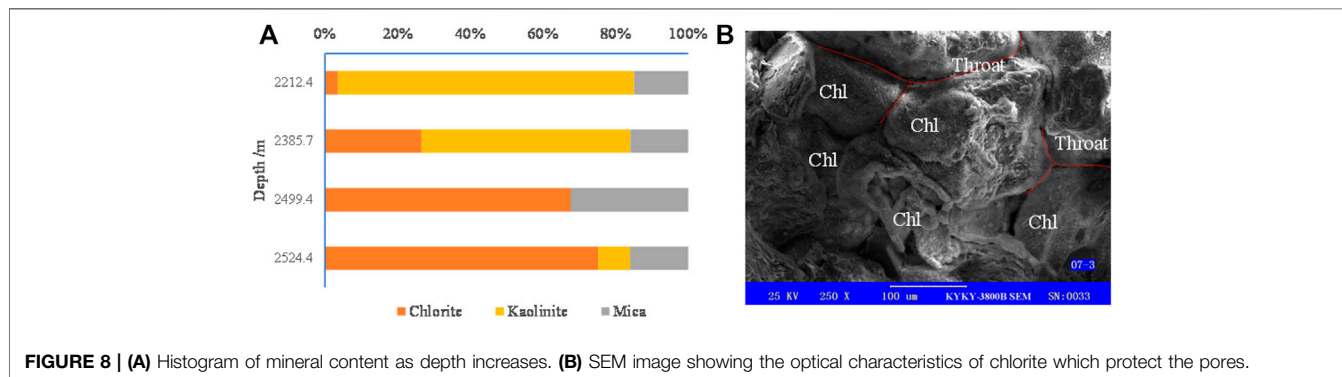 A
0% 20% 40% 60% 80% 100%
Depth /m
2212.4
2385.7
2499.4
2524.4
Chlorite Kaolinite Mica
B
Throat
Chl
Chl
Throat
Chl
Chl
Chl
07-3
25 KV 250 X 100 um KYKY-3800B SEM SN:0033
FIGURE 8 | (A) Histogram of mineral content as depth increases. (B) SEM image showing the optical characteristics of chlorite which protect the pores.